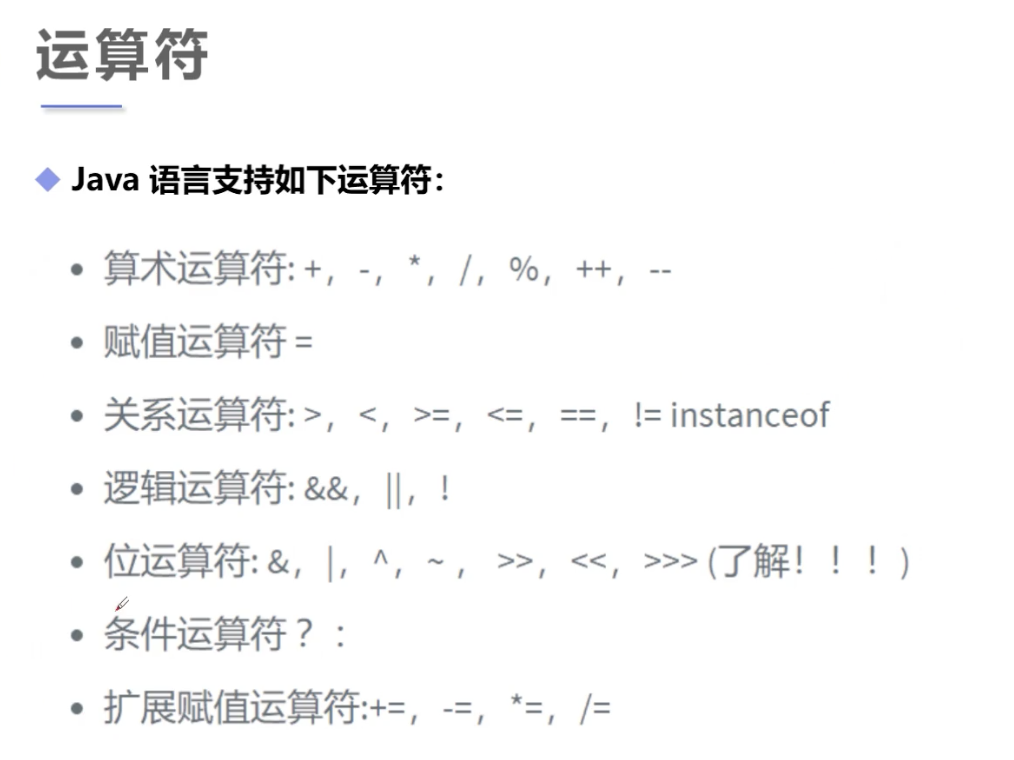 运算符
Java 语言支持如下运算符：
算术运算符: +， -， *， /， %， ++， --
赋值运算符 =
关系运算符: >， <， >=， <=， ==， != instanceof
逻辑运算符: &&， ||， !
位运算符: &， |， ^， ~ ， >>， <<， >>> (了解！！！)
条件运算符？：
扩展赋值运算符:+=， -=， *=， /=